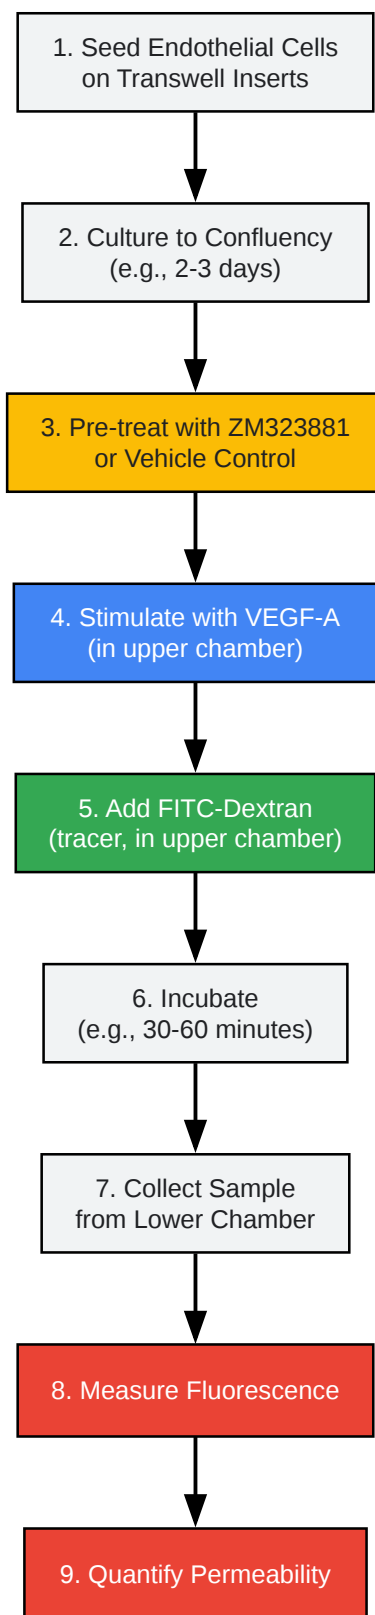 1. Seed Endothelial Cells
on Transwell Inserts
2. Culture to Confluency
(e.g., 2-3 days)
3. Pre-treat with ZM323881
or Vehicle Control
4. Stimulate with VEGF-A
(in upper chamber)
5. Add FITC-Dextran
(tracer, in upper chamber)
6. Incubate
(e.g., 30-60 minutes)
7. Collect Sample
from Lower Chamber
8. Measure Fluorescence
9. Quantify Permeability